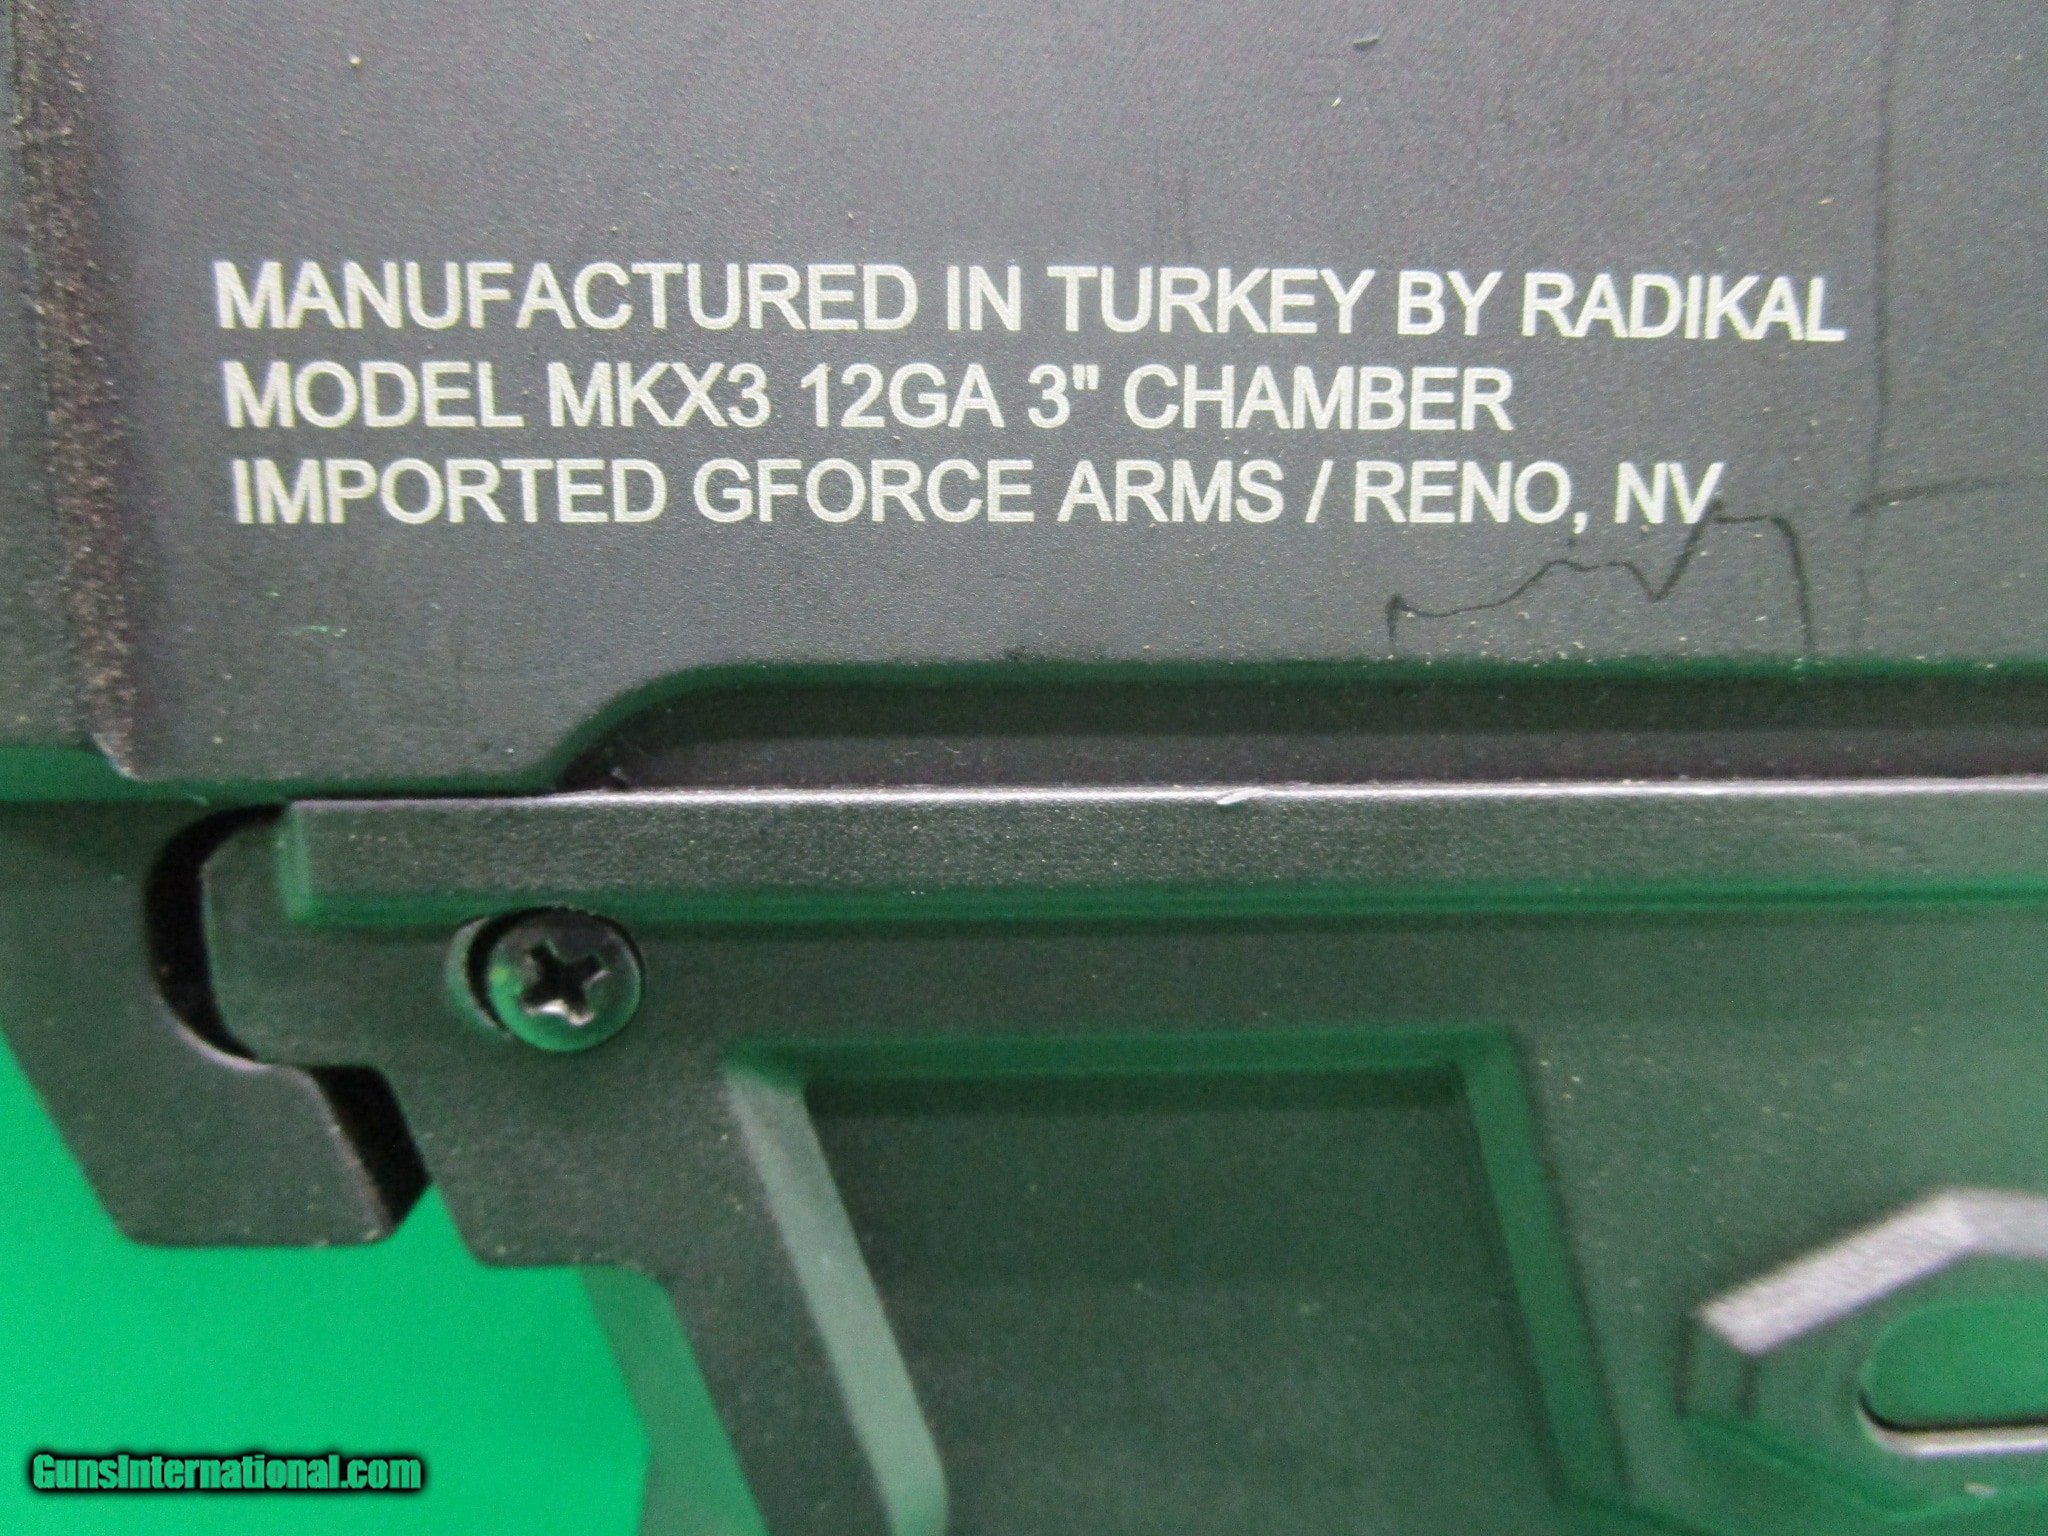 MANUFACTURED IN TURKEY BY RADIKAL
MODEL MKX3 12GA 3" CHAMBER
IMPORTED GFORCE ARMS / RENO, NV
GunsInternational.com